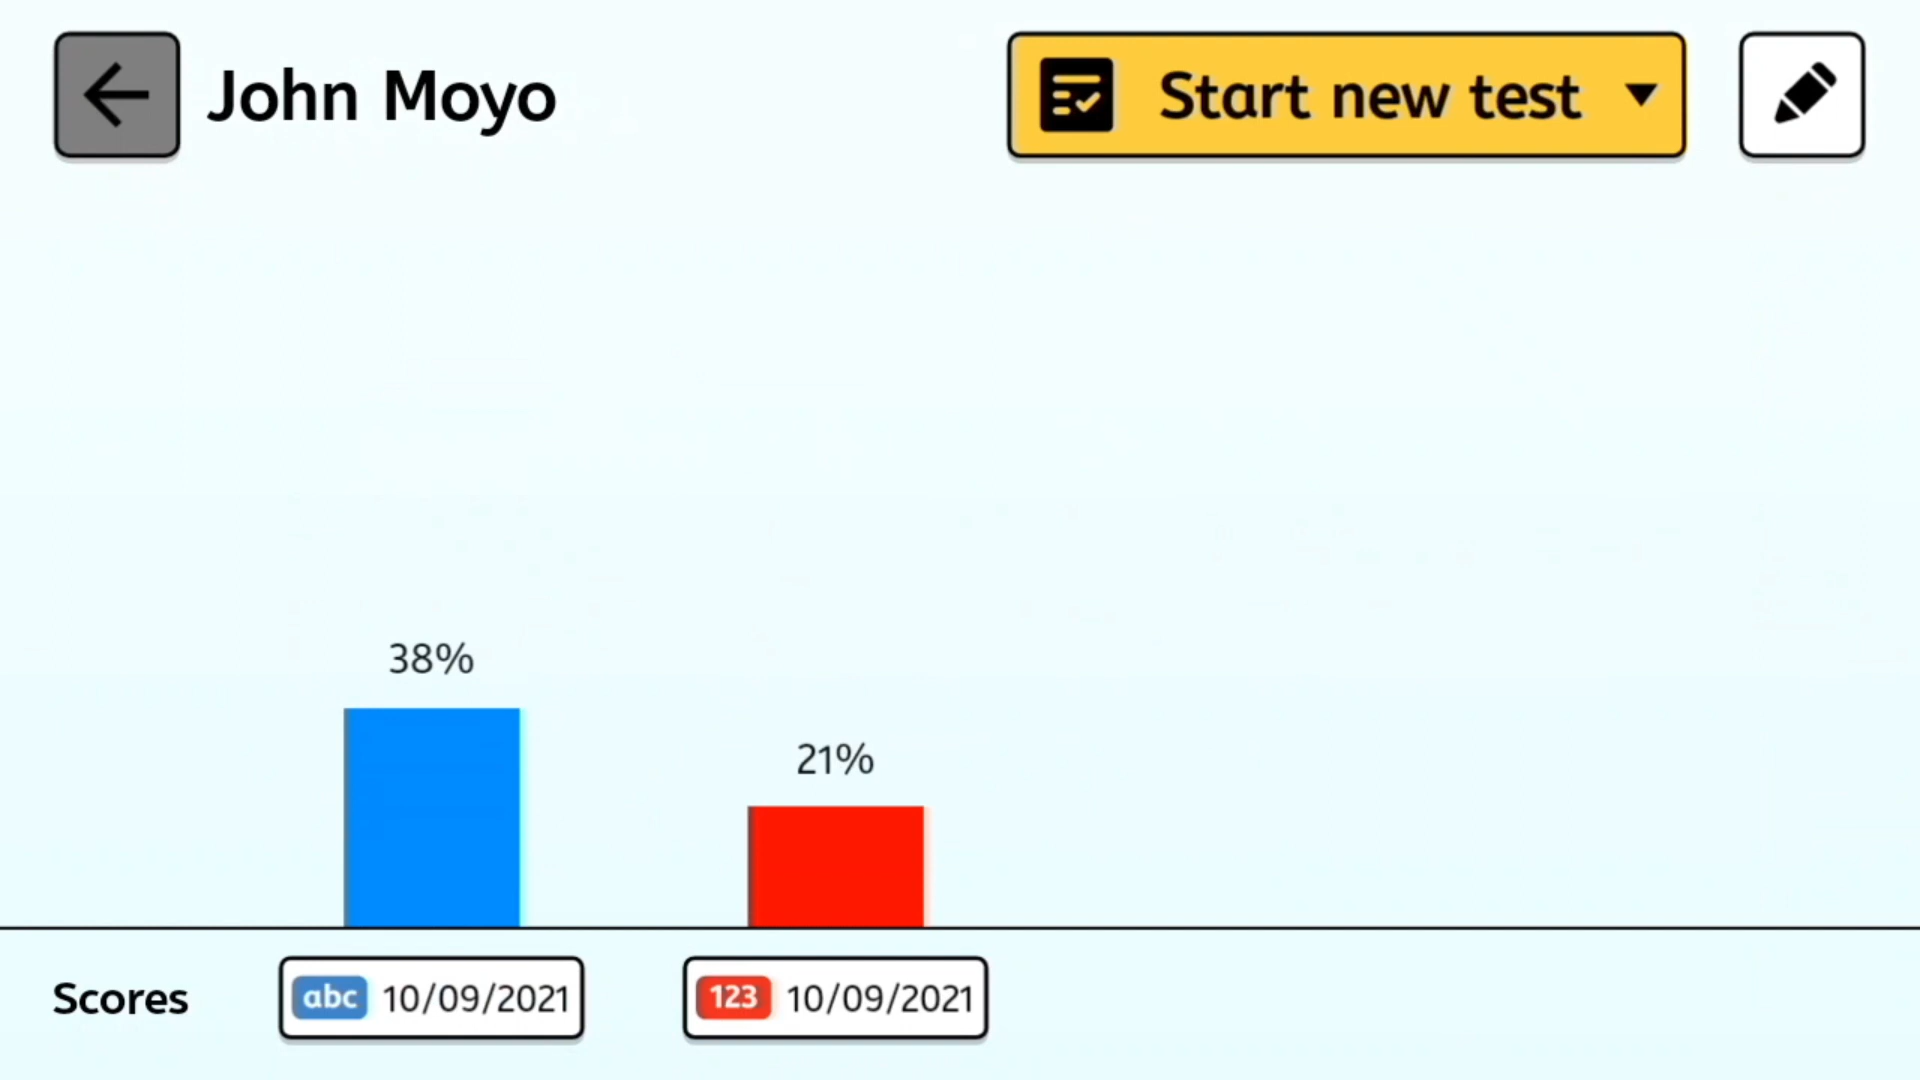 John Moyo
Start new test
38%
21%
Scores
abc 10/09/2021
123 10/09/2021